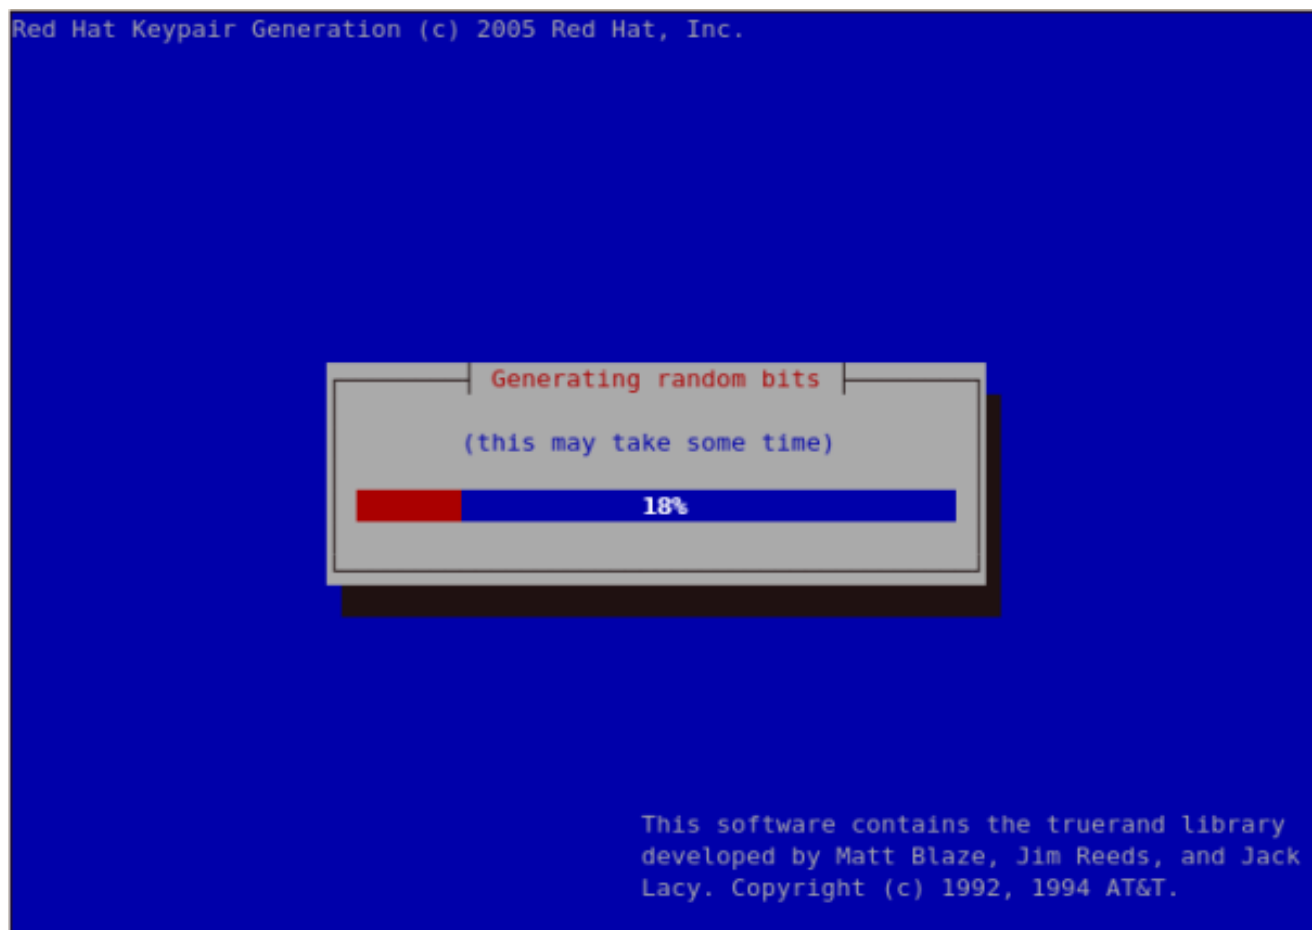 Red Hat Keypair Generation (c) 2005 Red Hat, Inc.
Generating random bits
(this may take some time)
18%
This software contains the truerand library
developed by Matt Blaze, Jim Reeds, and Jack
Lacy. Copyright (c) 1992, 1994 AT&T.